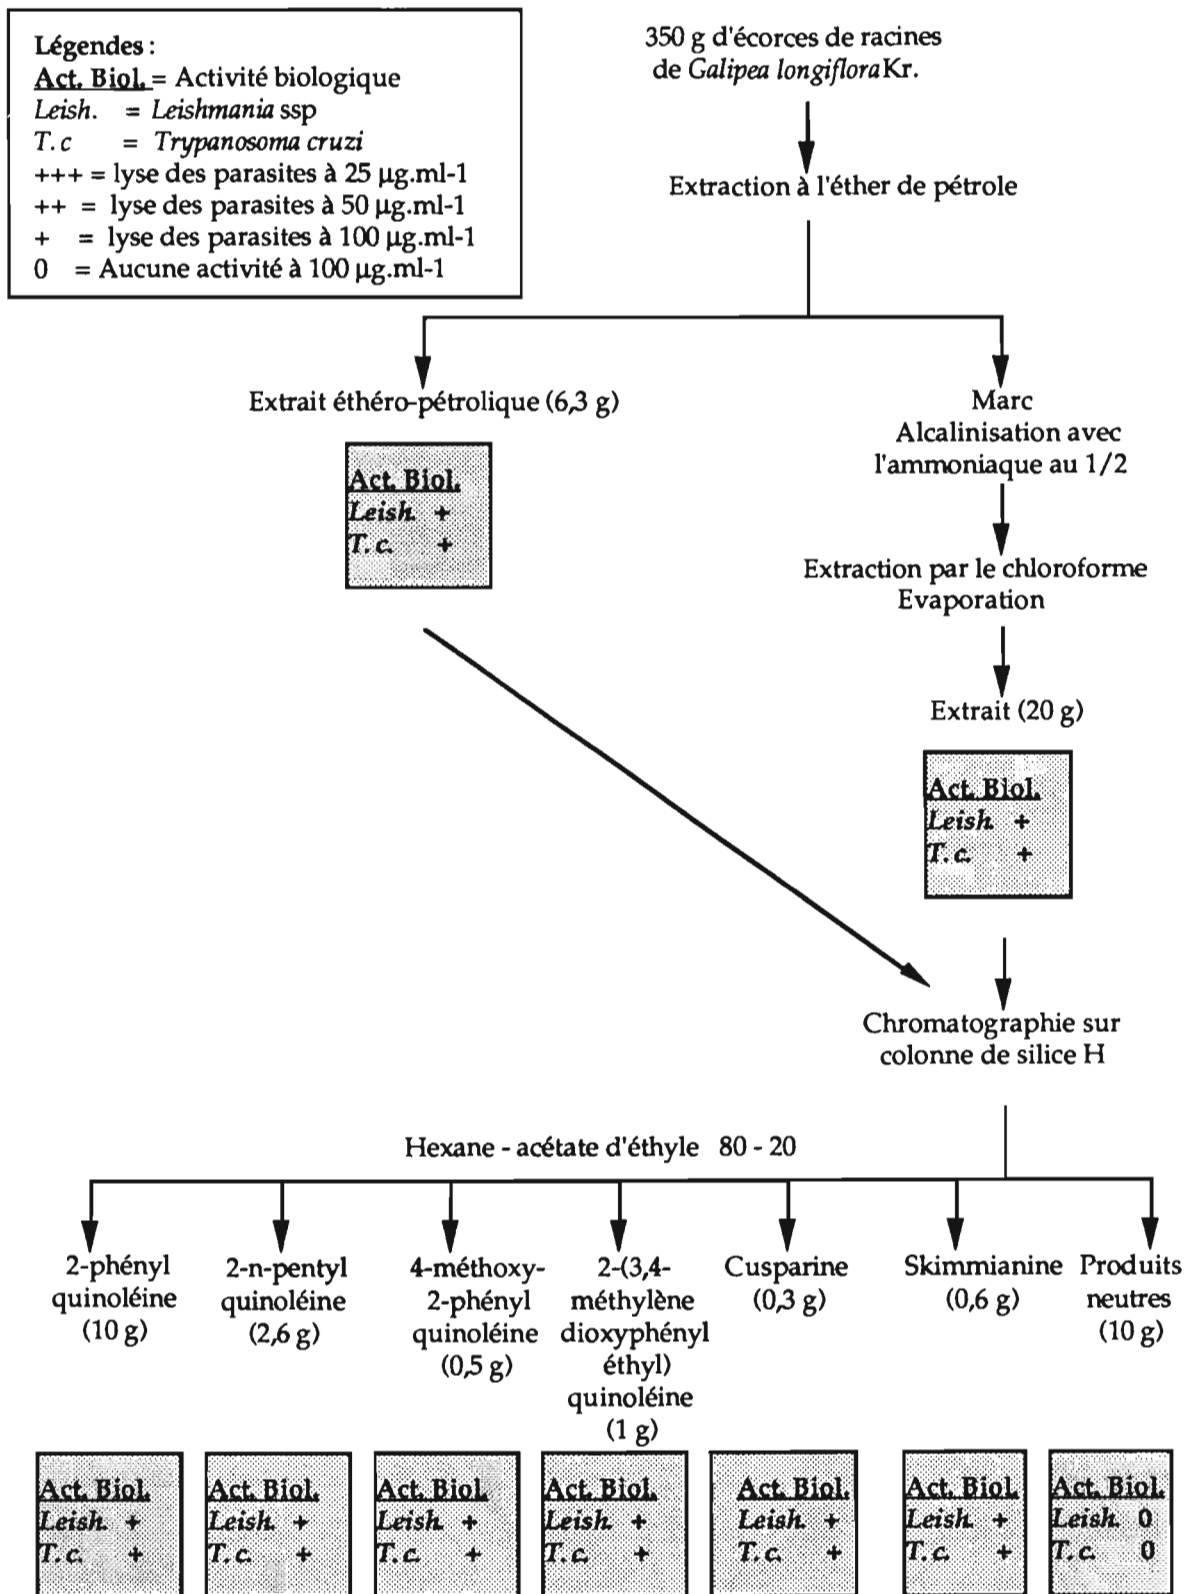 Légendes :
Act. Biol. = Activité biologique
Leish. = Leishmania ssp
T. c = Trypanosoma cruzi
+++ = lyse des parasites à 25 µg.ml-1
++ = lyse des parasites à 50 µg.ml-1
+ = lyse des parasites à 100 µg.ml-1
0 = Aucune activité à 100 µg.ml-1
350 g d'écorces de racines
de Galipea longiflora Kr.
Extraction à l'éther de pétrole
Extrait éthéro-pétrolique (6,3 g)
Act. Biol.
Leish. +
T. c. +
Marc
Alcalinisation avec
l'ammoniaque au 1/2
Extraction par le chloroforme
Evaporation
Extrait (20 g)
Act. Biol.
Leish. +
T. c. +
Chromatographie sur
colonne de silice H
Hexane - acétate d'éthyle 80 - 20
2-phényl
quinoléine
(10 g)
2-n-pentyl
quinoléine
(2,6 g)
4-méthoxy-
2-phényl
quinoléine
(0,5 g)
2-(3,4-
méthylène
dioxyphényl
éthyl)
quinoléine
(1 g)
Cusparine
(0,3 g)
Skimmianine
(0,6 g)
Produits
neutres
(10 g)
Act. Biol.
Leish. +
T. c. +
Act. Biol.
Leish. +
T. c. +
Act. Biol.
Leish. +
T. c. +
Act. Biol.
Leish. +
T. c. +
Act. Biol.
Leish. +
T. c. +
Act. Biol.
Leish. +
T. c. +
Act. Biol.
Leish. 0
T. c. 0